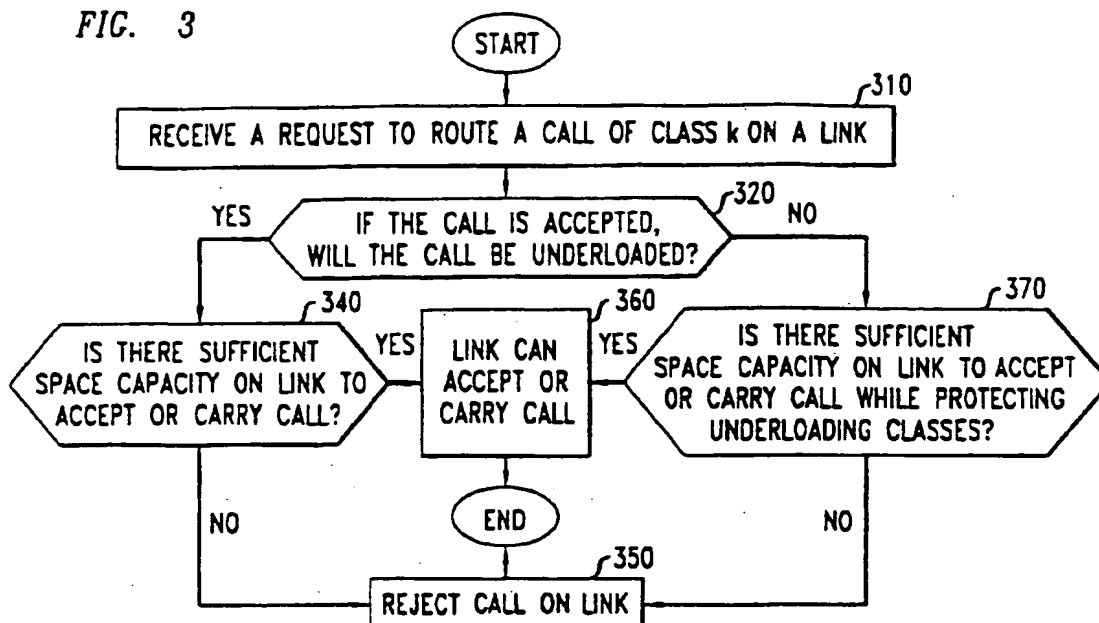 FIG. 3
START
310
RECEIVE A REQUEST TO ROUTE A CALL OF CLASS k ON A LINK
320
YES
IF THE CALL IS ACCEPTED,
WILL THE CALL BE UNDERLOADED?
NO
340
IS THERE SUFFICIENT
SPACE CAPACITY ON LINK TO
ACCEPT OR CARRY CALL?
YES
360
LINK CAN
ACCEPT OR
CARRY CALL
YES
370
IS THERE SUFFICIENT
SPACE CAPACITY ON LINK TO ACCEPT
OR CARRY CALL WHILE PROTECTING
UNDERLOADING CLASSES?
NO
END
NO
350
REJECT CALL ON LINK